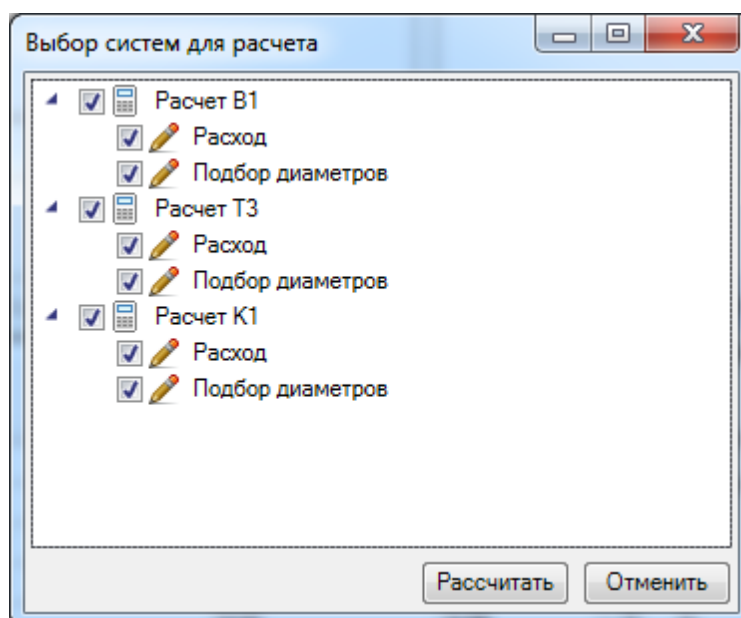 Выбор систем для расчета
Расчет В1
Расход
Подбор диаметров
Расчет Т3
Расход
Подбор диаметров
Расчет К1
Расход
Подбор диаметров
Рассчитать Отменить